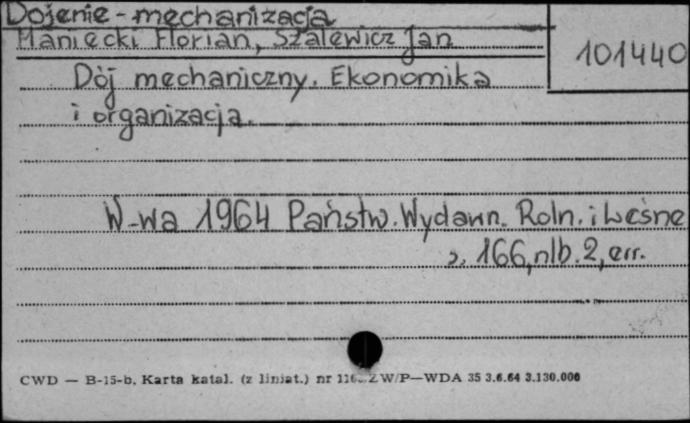 Dojenie - mechanizacja
Maniecki Florian, Szalewicz Jan
101440
Dój mechaniczny. Ekonomika
i organizacja.
W-wa 1964 Państw. Wydawn. Roln. i Leśne
s. 166, nlb. 2, err.
CWD — B-15-b. Karta katal. (z liniat.) nr ZW/P—WDA 35 3.6.64 3.130.000